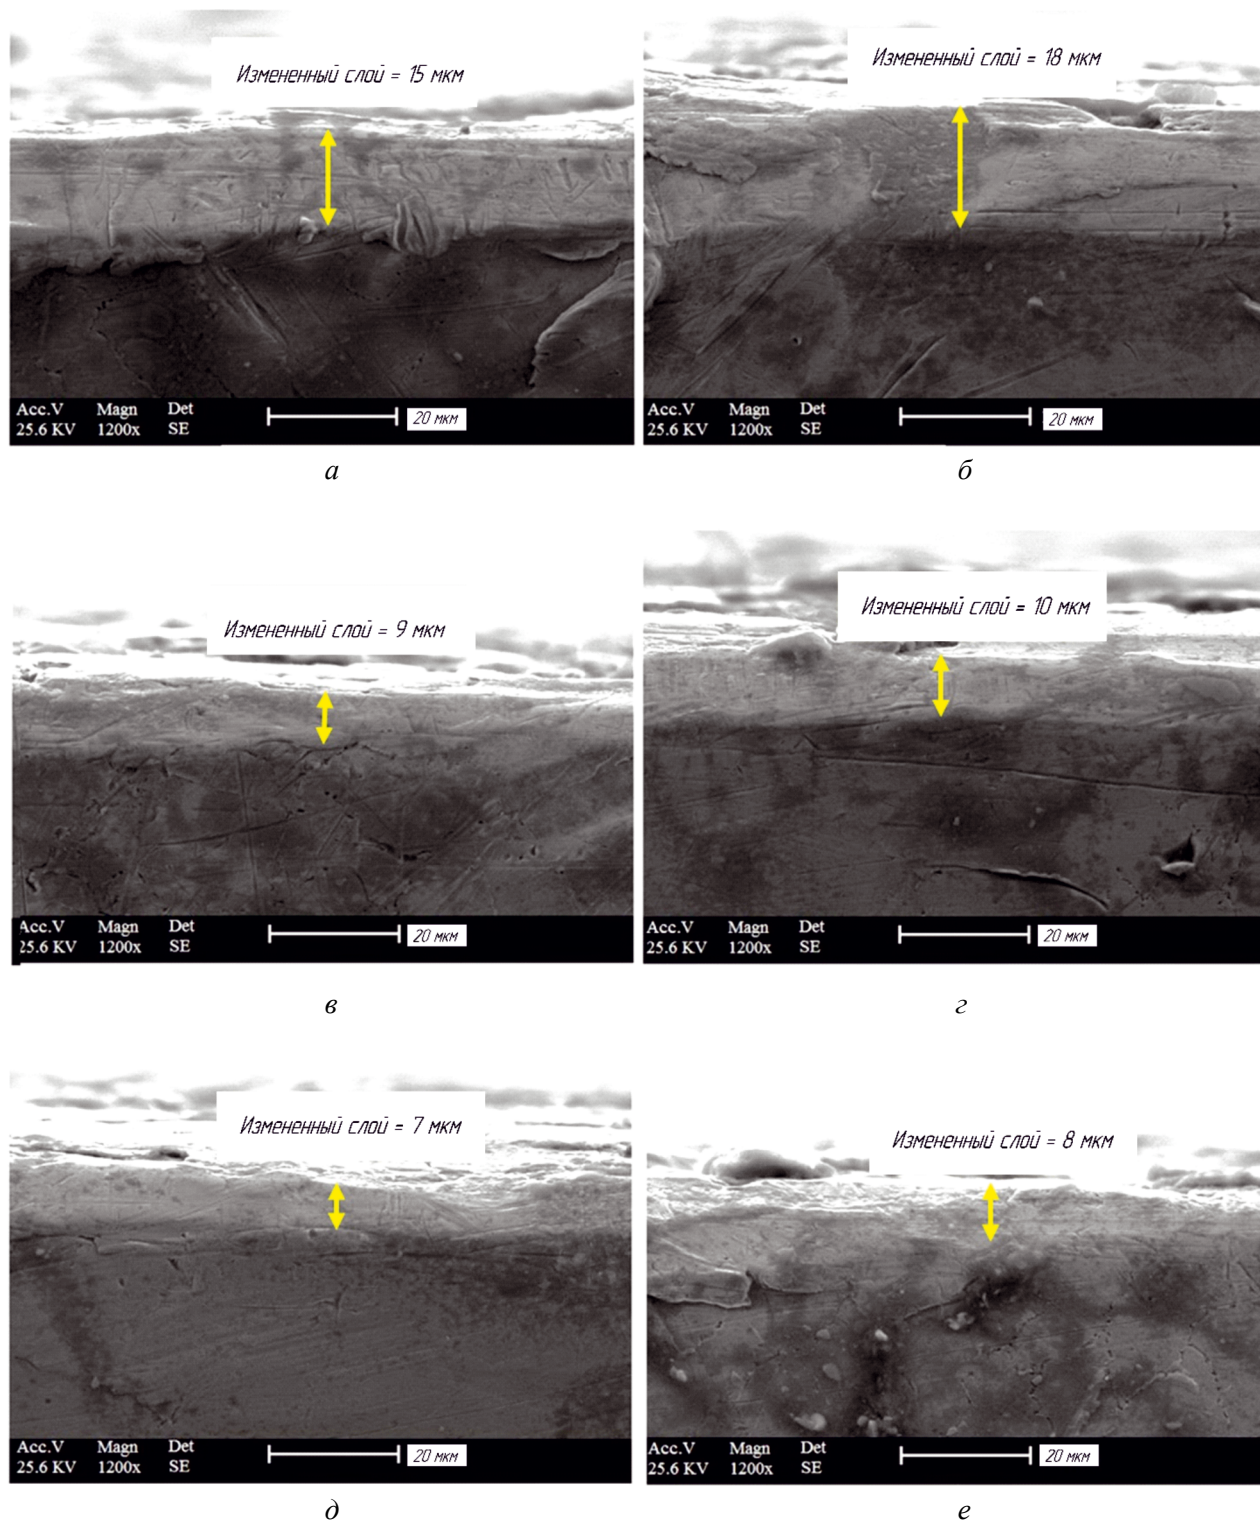 Измененный слой = 15 мкм
Acc.V Magn Det
25.6 KV 1200x SE
20 мкм
а
Измененный слой = 18 мкм
Acc.V Magn Det
25.6 KV 1200x SE
20 мкм
б
Измененный слой = 9 мкм
Acc.V Magn Det
25.6 KV 1200x SE
20 мкм
в
Измененный слой = 10 мкм
Acc.V Magn Det
25.6 KV 1200x SE
20 мкм
г
Измененный слой = 7 мкм
Acc.V Magn Det
25.6 KV 1200x SE
20 мкм
д
Измененный слой = 8 мкм
Acc.V Magn Det
25.6 KV 1200x SE
20 мкм
е